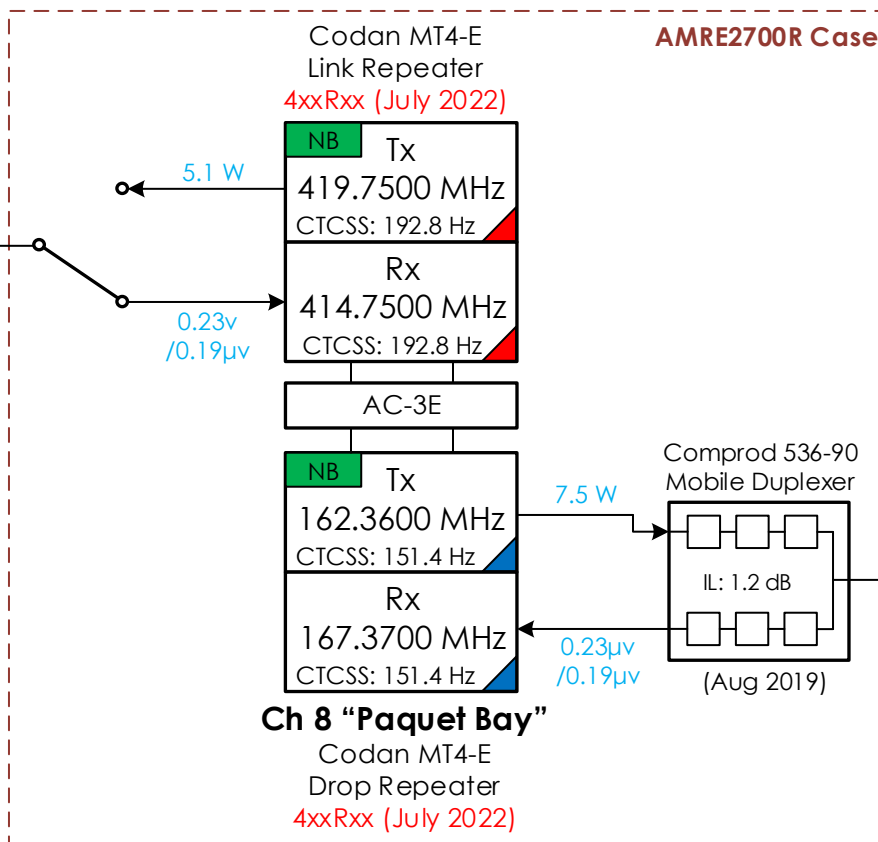 AMRE2700R Case
Codan MT4-E
Link Repeater
4xxRxx (July 2022)
NB
Tx
419.7500 MHz
CTCSS: 192.8 Hz
5.1 W
Rx
414.7500 MHz
CTCSS: 192.8 Hz
0.23v
/0.19µv
AC-3E
NB
Tx
162.3600 MHz
CTCSS: 151.4 Hz
7.5 W
Comprod 536-90
Mobile Duplexer
IL: 1.2 dB
(Aug 2019)
Rx
167.3700 MHz
CTCSS: 151.4 Hz
0.23µv
/0.19µv
Ch 8 “Paquet Bay”
Codan MT4-E
Drop Repeater
4xxRxx (July 2022)